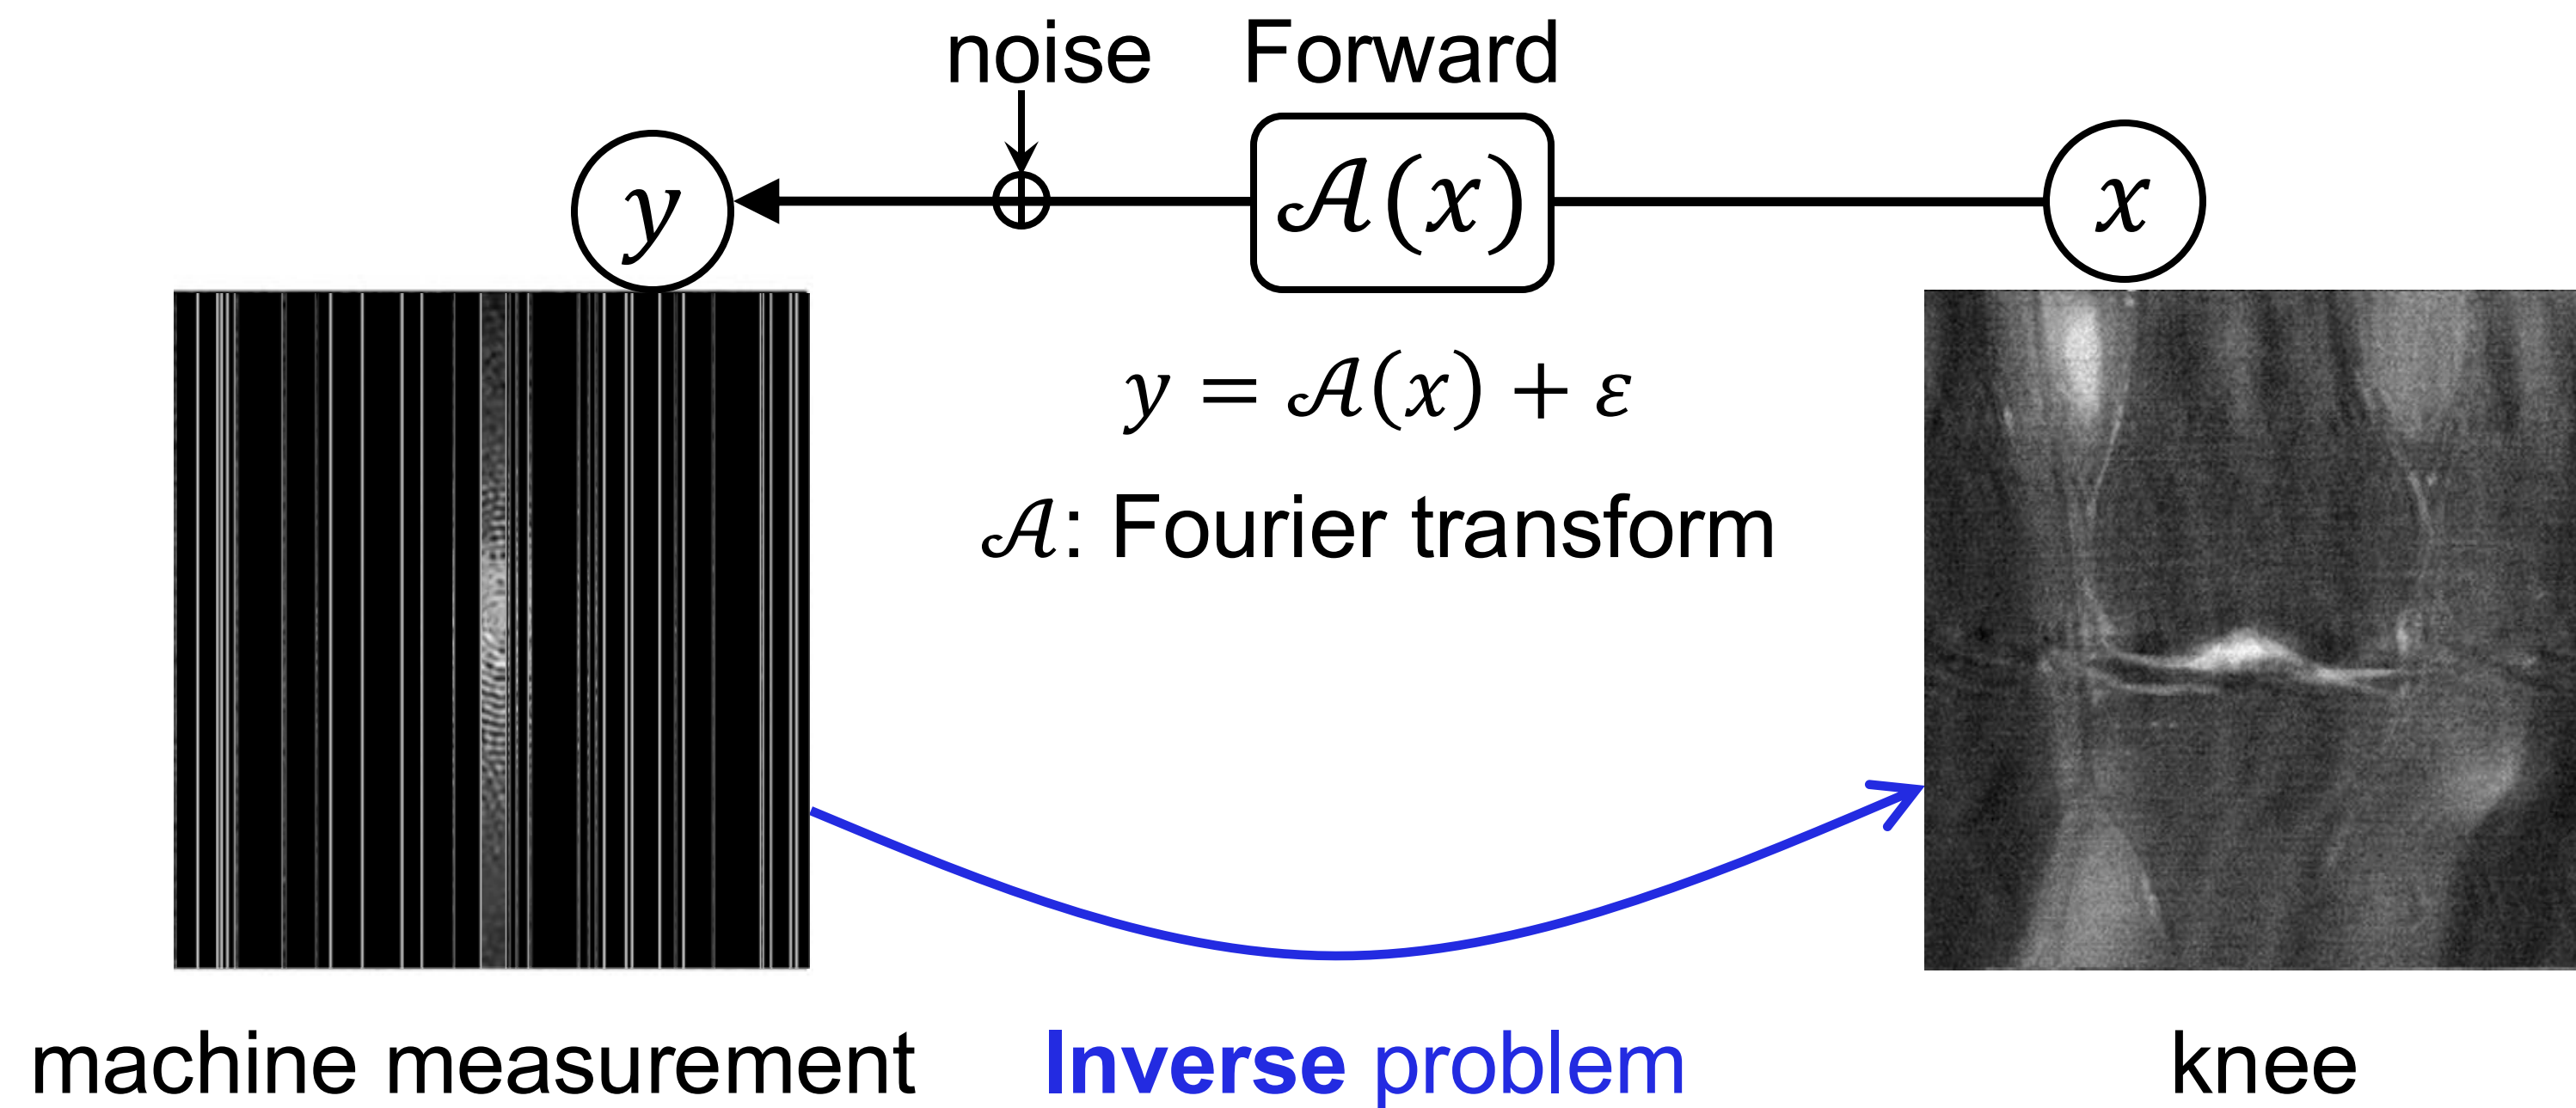 noise Forward
y 𝒜(x) x
y = 𝒜(x) + ε
𝒜: Fourier transform
machine measurement Inverse problem knee